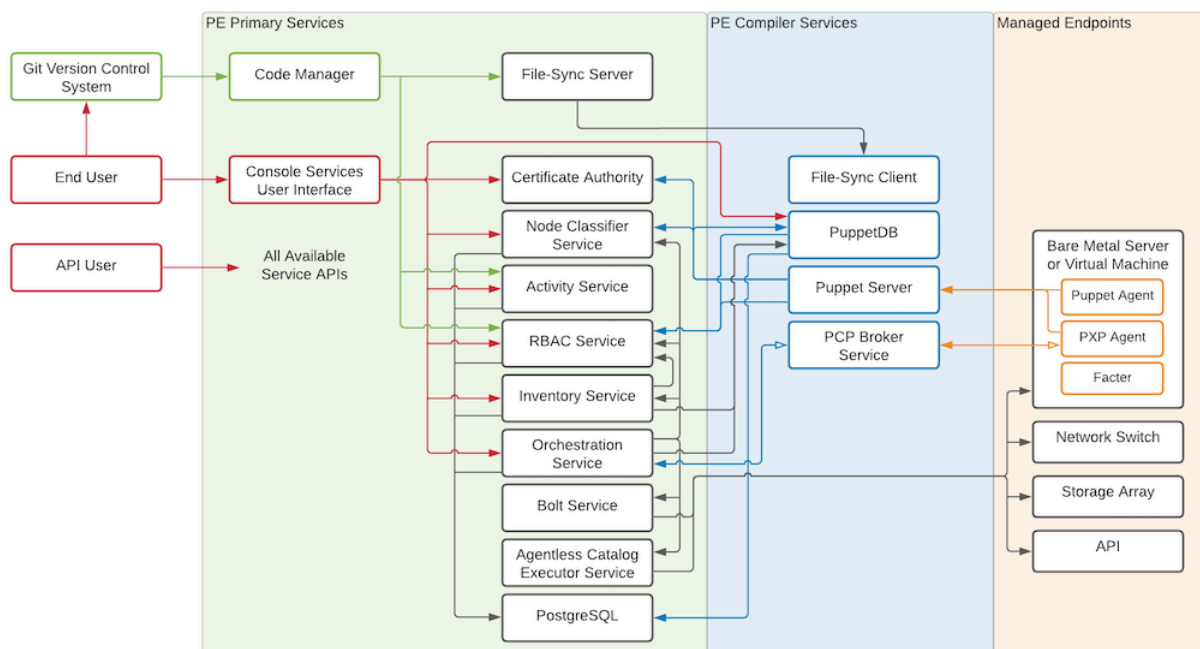 PE Primary Services
PE Compiler Services
Managed Endpoints
Git Version Control
System
Code Manager
File-Sync Server
End User
Console Services
User Interface
Certificate Authority
File-Sync Client
API User
All Available
Service APIs
Node Classifier
Service
PuppetDB
Activity Service
Puppet Server
RBAC Service
PCP Broker
Service
Inventory Service
Orchestration
Service
Bolt Service
Agentless Catalog
Executor Service
PostgreSQL
Bare Metal Server
or Virtual Machine
Puppet Agent
PXP Agent
Facter
Network Switch
Storage Array
API